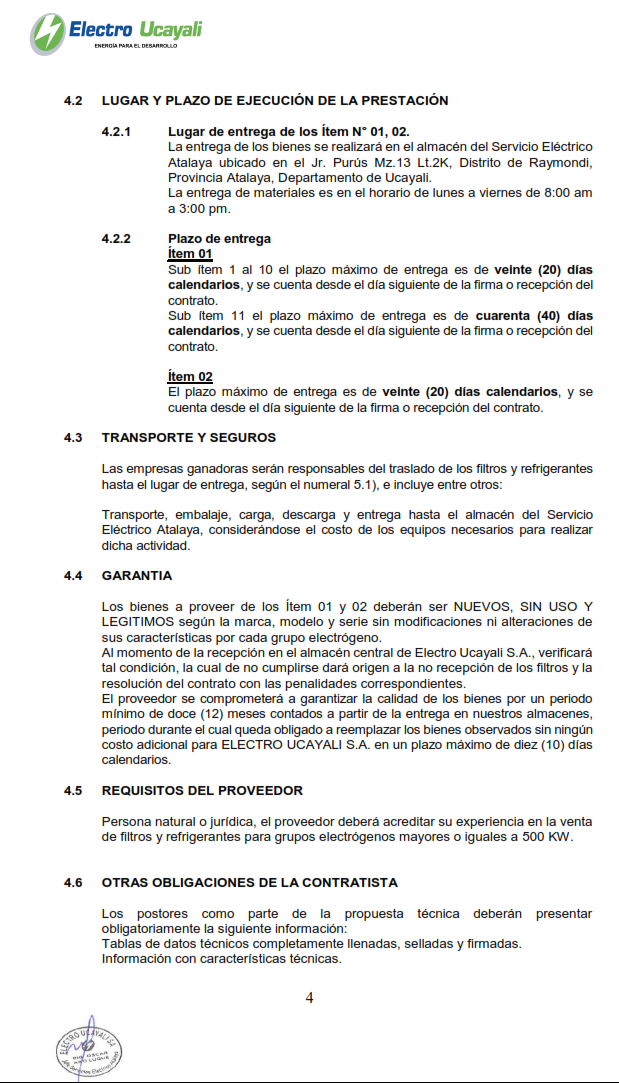 Electro Ucayali
ENERGÍA PARA EL DESARROLLO
4.2 LUGAR Y PLAZO DE EJECUCIÓN DE LA PRESTACIÓN
4.2.1 Lugar de entrega de los Ítem N° 01, 02.
La entrega de los bienes se realizará en el almacén del Servicio Eléctrico
Atalaya ubicado en el Jr. Purús Mz.13 Lt.2K, Distrito de Raymondi,
Provincia Atalaya, Departamento de Ucayali.
La entrega de materiales es en el horario de lunes a viernes de 8:00 am
a 3:00 pm.
4.2.2 Plazo de entrega
Ítem 01
Sub ítem 1 al 10 el plazo máximo de entrega es de veinte (20) días
calendarios, y se cuenta desde el día siguiente de la firma o recepción del
contrato.
Sub ítem 11 el plazo máximo de entrega es de cuarenta (40) días
calendarios, y se cuenta desde el día siguiente de la firma o recepción del
contrato.
Ítem 02
El plazo máximo de entrega es de veinte (20) días calendarios, y se
cuenta desde el día siguiente de la firma o recepción del contrato.
4.3 TRANSPORTE Y SEGUROS
Las empresas ganadoras serán responsables del traslado de los filtros y refrigerantes
hasta el lugar de entrega, según el numeral 5.1), e incluye entre otros:
Transporte, embalaje, carga, descarga y entrega hasta el almacén del Servicio
Eléctrico Atalaya, considerándose el costo de los equipos necesarios para realizar
dicha actividad.
4.4 GARANTIA
Los bienes a proveer de los Ítem 01 y 02 deberán ser NUEVOS, SIN USO Y
LEGITIMOS según la marca, modelo y serie sin modificaciones ni alteraciones de
sus características por cada grupo electrógeno.
Al momento de la recepción en el almacén central de Electro Ucayali S.A., verificará
tal condición, la cual de no cumplirse dará origen a la no recepción de los filtros y la
resolución del contrato con las penalidades correspondientes.
El proveedor se comprometerá a garantizar la calidad de los bienes por un periodo
mínimo de doce (12) meses contados a partir de la entrega en nuestros almacenes,
periodo durante el cual queda obligado a reemplazar los bienes observados sin ningún
costo adicional para ELECTRO UCAYALI S.A. en un plazo máximo de diez (10) días
calendarios.
4.5 REQUISITOS DEL PROVEEDOR
Persona natural o jurídica, el proveedor deberá acreditar su experiencia en la venta
de filtros y refrigerantes para grupos electrógenos mayores o iguales a 500 KW.
4.6 OTRAS OBLIGACIONES DE LA CONTRATISTA
Los postores como parte de la propuesta técnica deberán presentar
obligatoriamente la siguiente información:
Tablas de datos técnicos completamente llenadas, selladas y firmadas.
Información con características técnicas.
4
ELECTRO UCAYALI S.A.
OSCAR
LUQUE